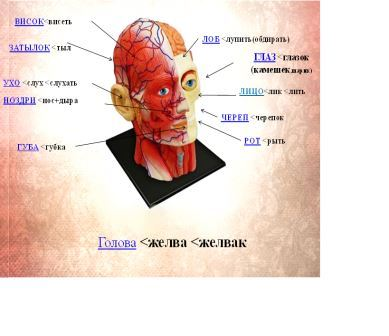 ВИСОК<висеть
ЗАТЫЛОК <тыл
УХО <слух <слухать
НОЗДРИ <нос+дыра
ГУБА <губка
ЛОБ <лупить(обдирать)
ГЛАЗ <глазок
(камешек,шарик)
ЛИЦО<лик <лить
ЧЕРЕП <черепок
РОТ <рыть
Голова <желва <желвак